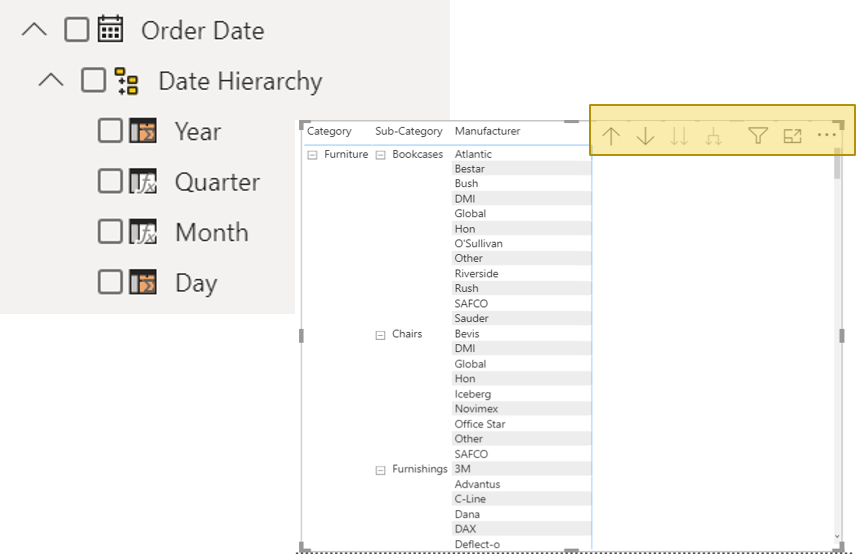 Order Date
Date Hierarchy
Year
Quarter
Month
Day
Category Sub-Category Manufacturer
Furniture Bookcases Atlantic
Bestar
Bush
DMI
Global
Hon
O'Sullivan
Other
Riverside
Rush
SAFCO
Sauder
Chairs Bevis
DMI
Global
Hon
Iceberg
Novimex
Office Star
Other
SAFCO
Furnishings 3M
Advantus
C-Line
Dana
DAX
Deflect-o